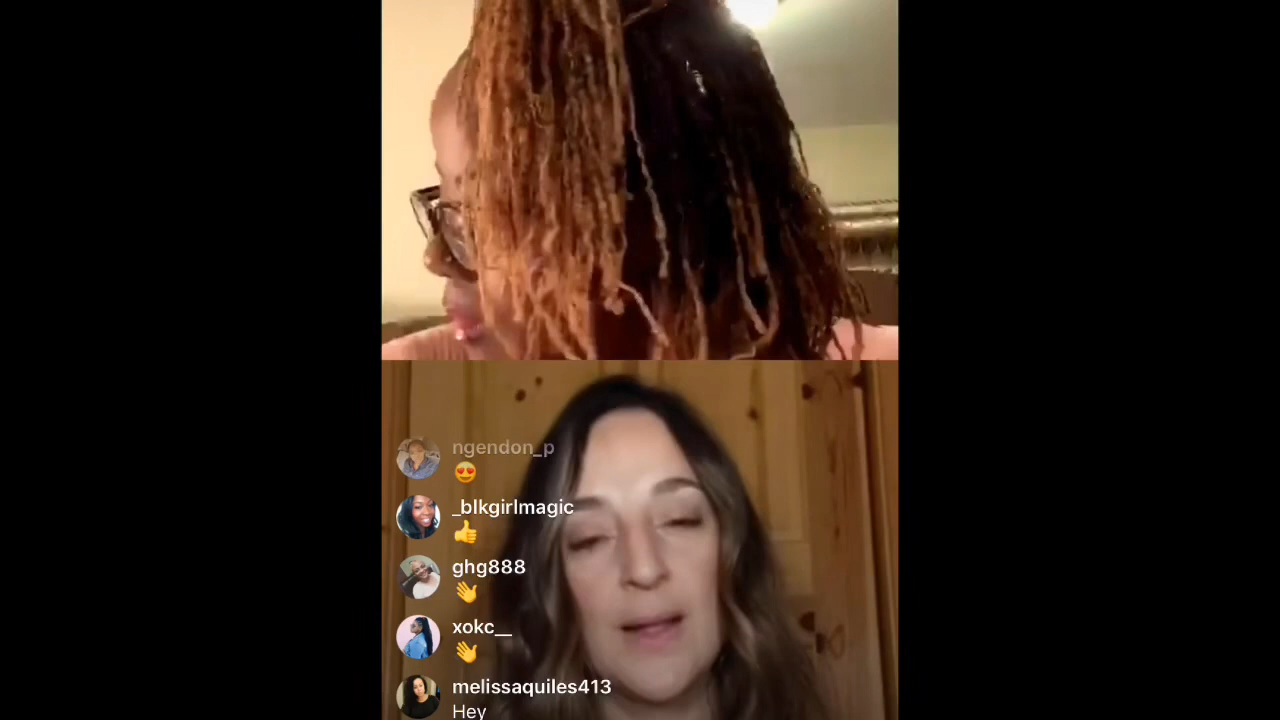 ngendon_p
😍
_blkgirlmagic
👍
ghg888
👋
xokc__
👋
melissaquiles413
Hey